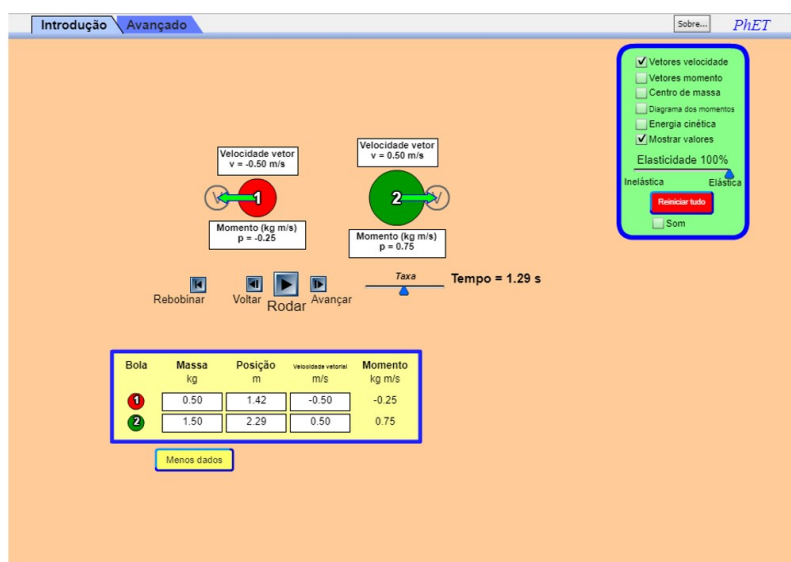 Introdução Avançado Sobre... PhET
Vetores velocidade
Vetores momento
Centro de massa
Diagrama dos momentos
Energia cinética
Mostrar valores
Elasticidade 100%
Inelástica Elástica
Reiniciar tudo
Som
Velocidade vetor
v = -0.50 m/s
V 1
Momento (kg m/s)
p = -0.25
Velocidade vetor
v = 0.50 m/s
2 V
Momento (kg m/s)
p = 0.75
Rebobinar Voltar Rodar Avançar
Taxa
Tempo = 1.29 s
Bola Massa Posição Velocidade vetorial Momento
kg m m/s kg m/s
1 0.50 1.42 -0.50 -0.25
2 1.50 2.29 0.50 0.75
Menos dados